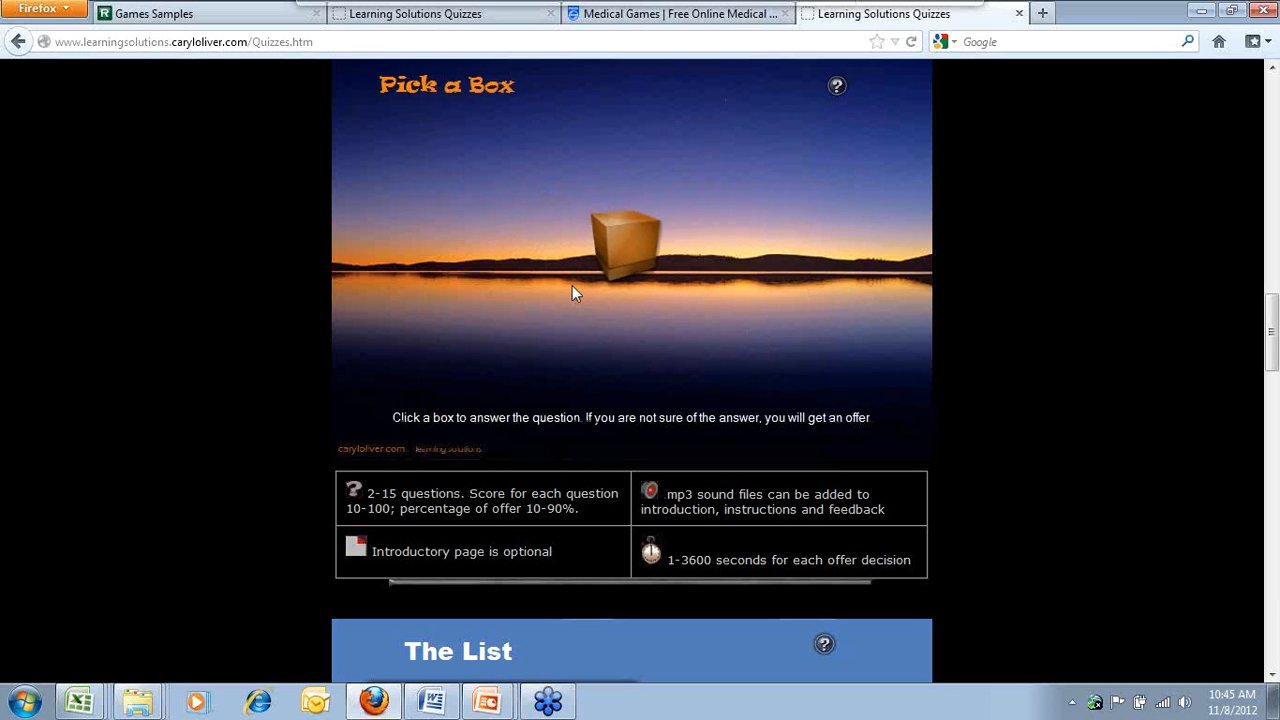 Firefox
Games Samples
Learning Solutions Quizzes
Medical Games | Free Online Medical ...
Learning Solutions Quizzes
www.learningsolutions.caryloliver.com/Quizzes.htm
Google
Pick a Box
?
Click a box to answer the question. If you are not sure of the answer, you will get an offer
caryloliver.com learning solutions
2-15 questions. Score for each question
10-100; percentage of offer 10-90%.
.mp3 sound files can be added to
introduction, instructions and feedback
Introductory page is optional
1-3600 seconds for each offer decision
The List
?
10:45 AM
11/8/2012